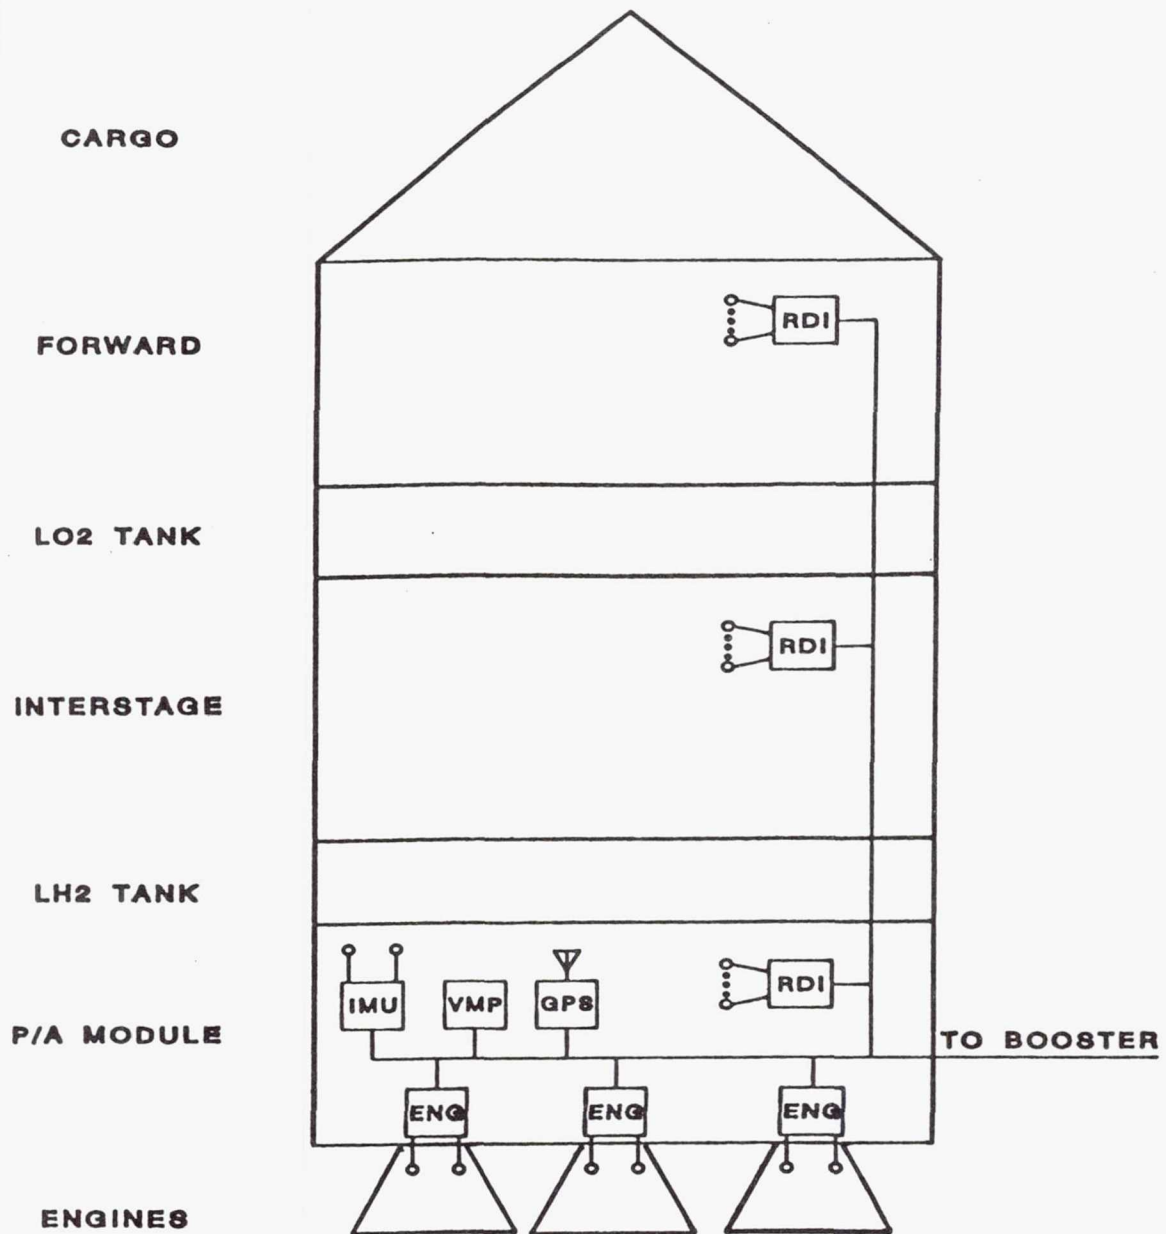 CARGO
RDI
FORWARD
LO2 TANK
RDI
INTERSTAGE
LH2 TANK
RDI
IMU VMP GPS
P/A MODULE
TO BOOSTER
ENG ENG ENG
ENGINES